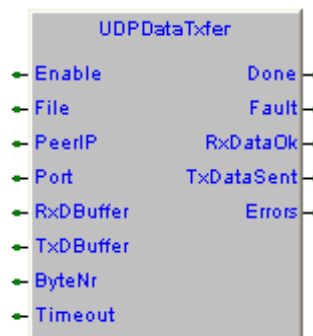 UDPDataTxfer
Enable Done
File Fault
PeerIP RxDataOk
Port TxDataSent
RxDBuffer Errors
TxDBuffer
ByteNr
Timeout